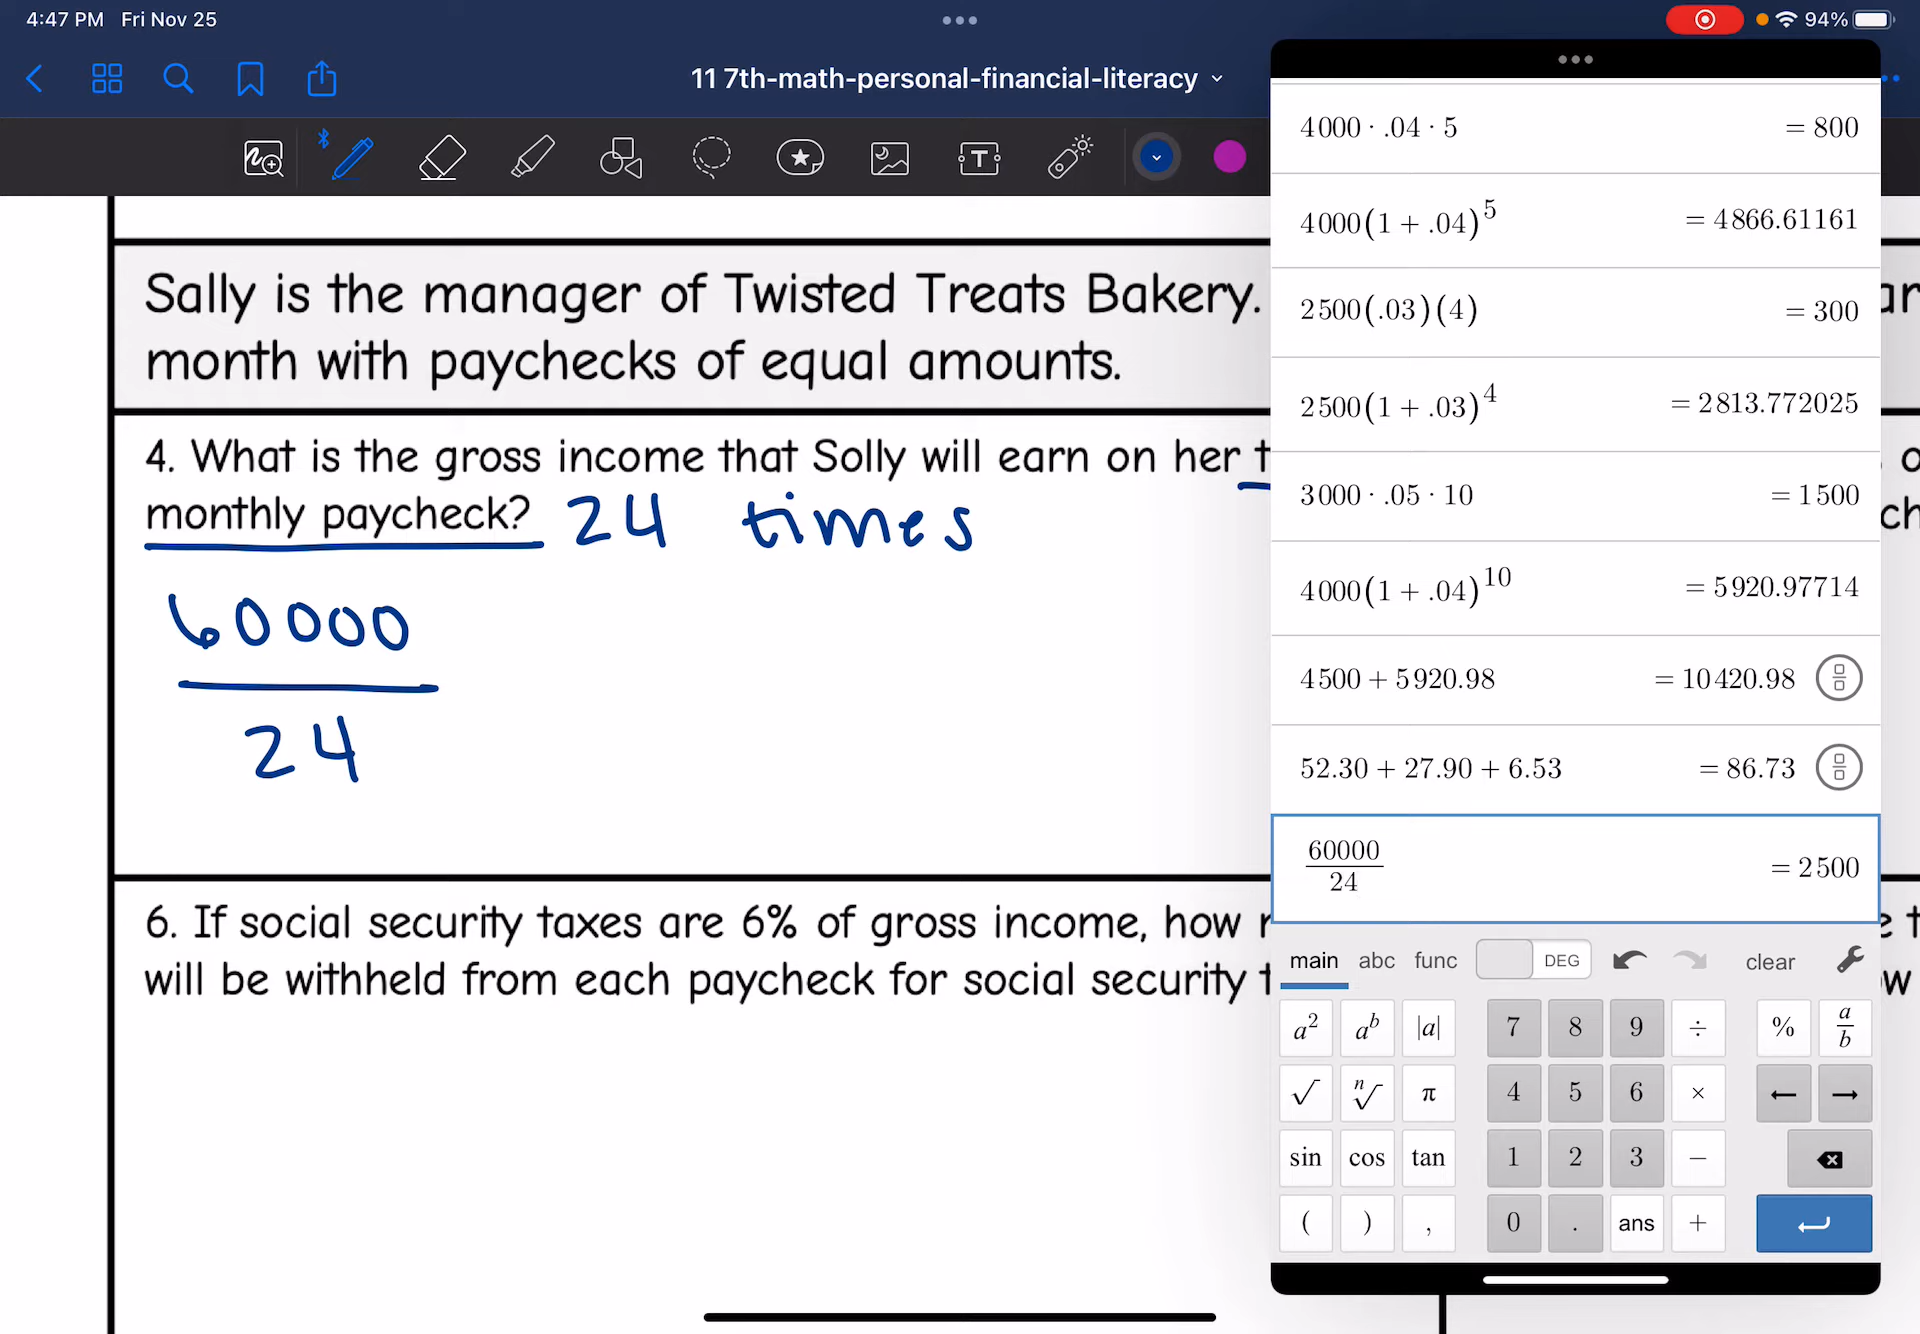 4:47 PM Fri Nov 25
94%
11 7th-math-personal-financial-literacy
T
Sally is the manager of Twisted Treats Bakery.
month with paychecks of equal amounts.
4. What is the gross income that Solly will earn on her t
monthly paycheck? 24 times
60000
24
6. If social security taxes are 6% of gross income, how
will be withheld from each paycheck for social security t
4000 · .04 · 5 = 800
4000(1 + .04)^5 = 4866.61161
2500(.03)(4) = 300
2500(1 + .03)^4 = 2813.772025
3000 · .05 · 10 = 1500
4000(1 + .04)^10 = 5920.97714
4500 + 5920.98 = 10420.98
52.30 + 27.90 + 6.53 = 86.73
60000/24 = 2500
main abc func DEG clear
a² aᵇ |a| 7 8 9 ÷ % a/b
√ ⁿ√ π 4 5 6 × ← →
sin cos tan 1 2 3 −
( ) , 0 . ans +